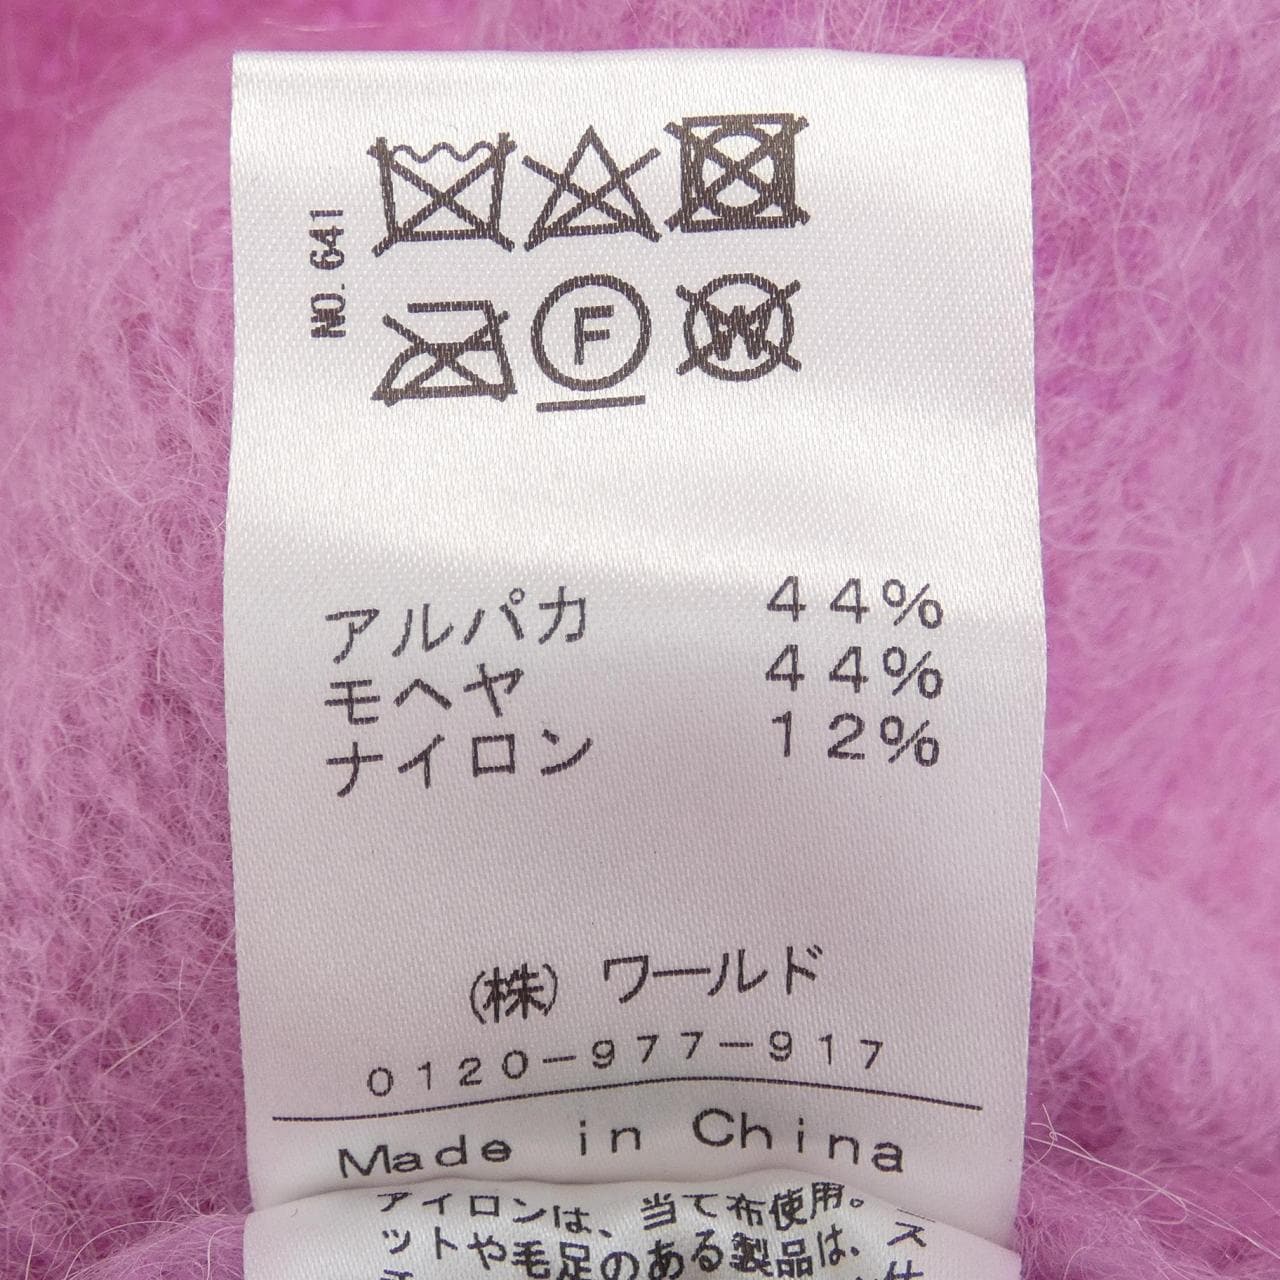 NO. 641
F
W
アルパカ 44%
モヘヤ 44%
ナイロン 12%
(株) ワールド
0120-977-917
Made in China
アイロンは、当て布使用。
ットや毛足のある製品は、